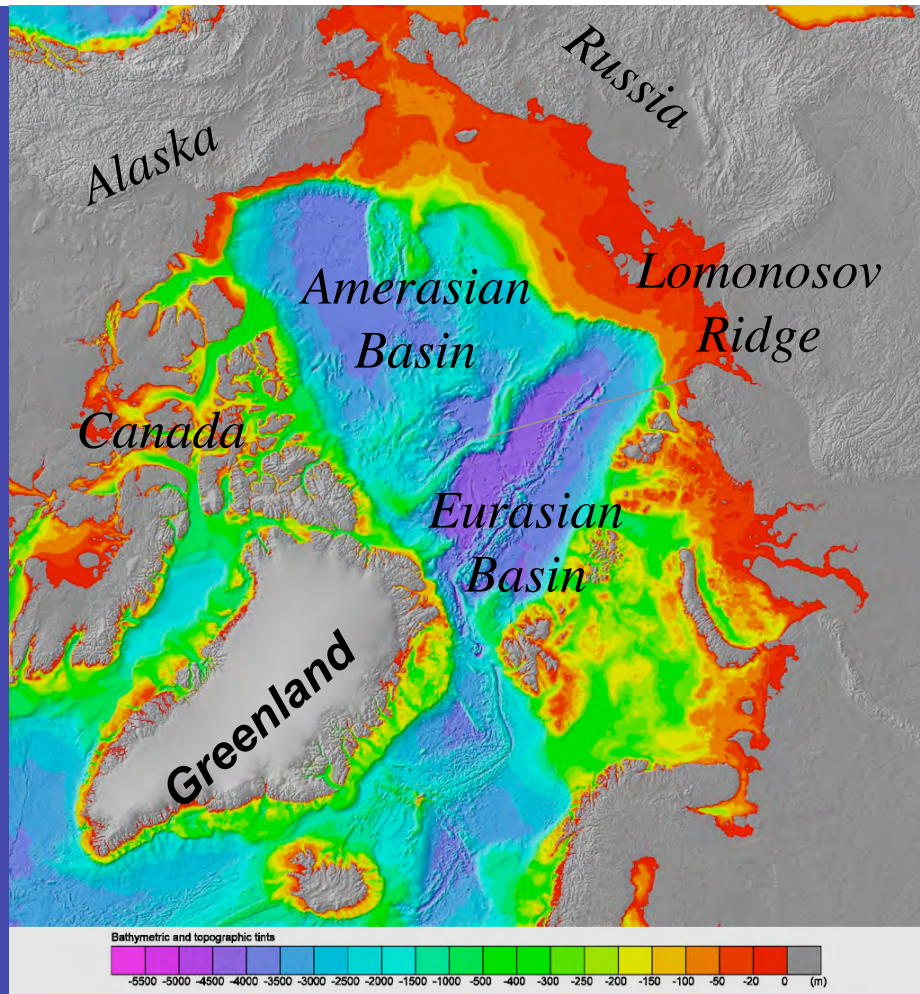 Russia
Alaska
Lomonosov
Ridge
Amerasian
Basin
Canada
Eurasian
Basin
Greenland
Bathymetric and topographic tints
-5500 -5000 -4500 -4000 -3500 -3000 -2500 -2000 -1500 -1000 -500 -400 -300 -250 -200 -150 -100 -50 -20 0 (m)